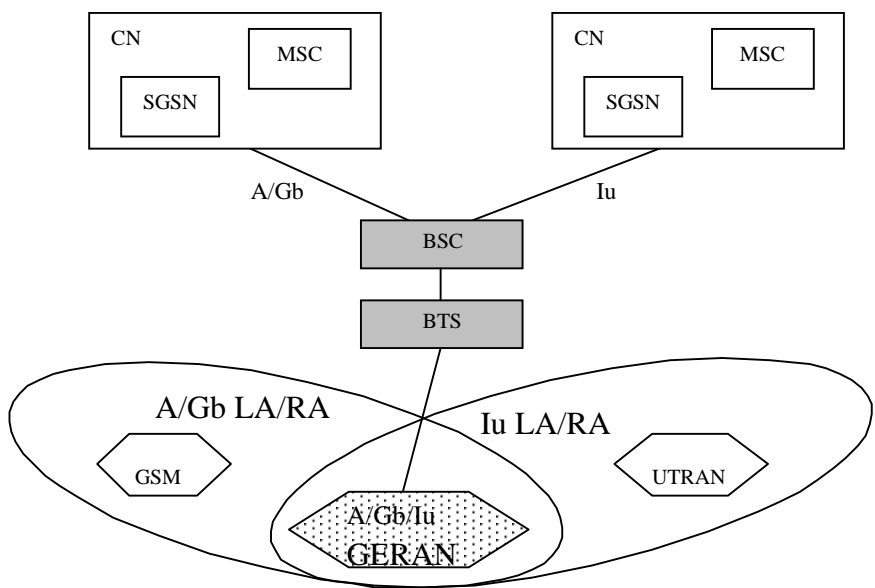 CN
MSC
SGSN
CN
MSC
SGSN
A/Gb
Iu
BSC
BTS
A/Gb LA/RA
Iu LA/RA
GSM
UTRAN
A/Gb/Iu
GERAN